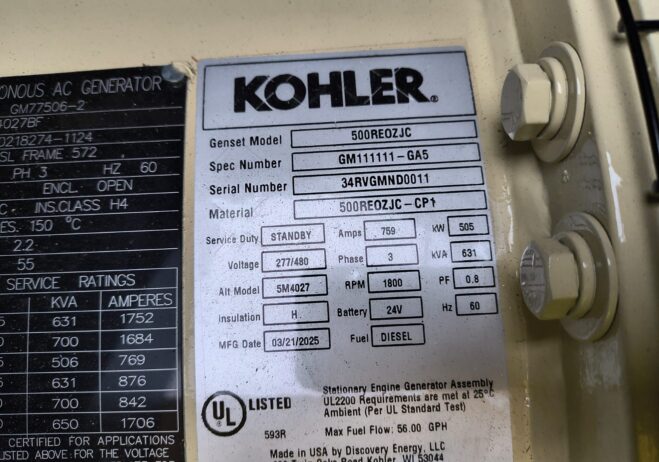 ONOUS AC GENERATOR
GM77506-2
4027BF
0218274-1124
SL FRAME 572
PH 3 HZ 60
ENCL. OPEN
INS.CLASS H4
ES. 150 °C
2.2
55
SERVICE RATINGS
KVA AMPERES
631 1752
700 1684
506 769
631 876
700 842
650 1706
CERTIFIED FOR APPLICATIONS
LISTED ABOVE: FOR THE VOLTAGE
KOHLER®
Genset Model 500REOZJC
Spec Number GM111111-GA5
Serial Number 34RVGMND0011
Material 500REOZJC-CP1
Service Duty STANDBY Amps 759 kW 505
Voltage 277/480 Phase 3 kVA 631
Alt Model 5M4027 RPM 1800 PF 0.8
insulation H. Battery 24V Hz 60
MFG Date 03/21/2025 Fuel DIESEL
UL LISTED
593R
Stationary Engine Generator Assembly
UL2200 Requirements are met at 25°C
Ambient (Per UL Standard Test)
Max Fuel Flow: 56.00 GPH
Made in USA by Discovery Energy, LLC
Kohler, WI 53044